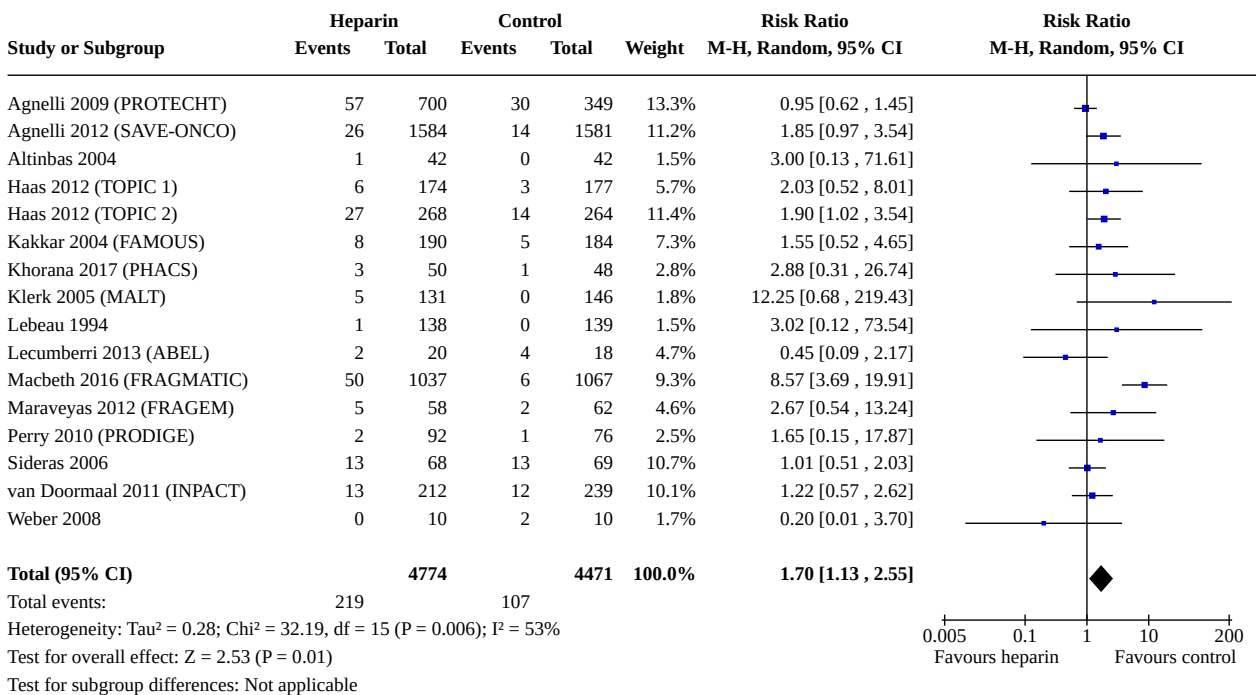 Heparin Control Risk Ratio Risk Ratio
Study or Subgroup Events Total Events Total Weight M-H, Random, 95% CI M-H, Random, 95% CI
Agnelli 2009 (PROTECHT) 57 700 30 349 13.3% 0.95 [0.62 , 1.45]
Agnelli 2012 (SAVE-ONCO) 26 1584 14 1581 11.2% 1.85 [0.97 , 3.54]
Altinbas 2004 1 42 0 42 1.5% 3.00 [0.13 , 71.61]
Haas 2012 (TOPIC 1) 6 174 3 177 5.7% 2.03 [0.52 , 8.01]
Haas 2012 (TOPIC 2) 27 268 14 264 11.4% 1.90 [1.02 , 3.54]
Kakkar 2004 (FAMOUS) 8 190 5 184 7.3% 1.55 [0.52 , 4.65]
Khorana 2017 (PHACS) 3 50 1 48 2.8% 2.88 [0.31 , 26.74]
Klerk 2005 (MALT) 5 131 0 146 1.8% 12.25 [0.68 , 219.43]
Lebeau 1994 1 138 0 139 1.5% 3.02 [0.12 , 73.54]
Lecumberri 2013 (ABEL) 2 20 4 18 4.7% 0.45 [0.09 , 2.17]
Macbeth 2016 (FRAGMATIC) 50 1037 6 1067 9.3% 8.57 [3.69 , 19.91]
Maraveyas 2012 (FRAGEM) 5 58 2 62 4.6% 2.67 [0.54 , 13.24]
Perry 2010 (PRODIGE) 2 92 1 76 2.5% 1.65 [0.15 , 17.87]
Sideras 2006 13 68 13 69 10.7% 1.01 [0.51 , 2.03]
van Doormaal 2011 (INPACT) 13 212 12 239 10.1% 1.22 [0.57 , 2.62]
Weber 2008 0 10 2 10 1.7% 0.20 [0.01 , 3.70]
Total (95% CI) 4774 4471 100.0% 1.70 [1.13 , 2.55]
Total events: 219 107
Heterogeneity: Tau² = 0.28; Chi² = 32.19, df = 15 (P = 0.006); I² = 53%
Test for overall effect: Z = 2.53 (P = 0.01)
Test for subgroup differences: Not applicable
0.005 0.1 1 10 200
Favours heparin Favours control